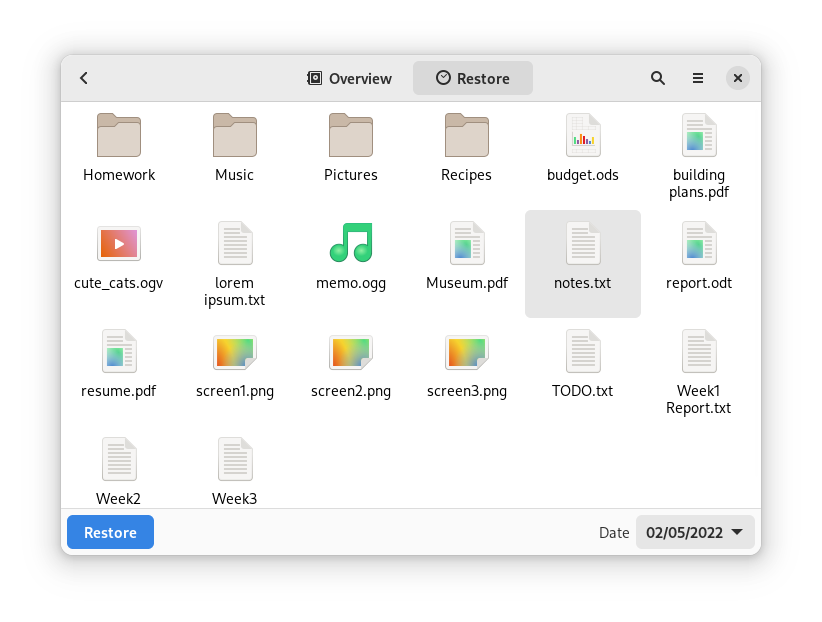 Overview
Restore
Homework
Music
Pictures
Recipes
budget.ods
building
plans.pdf
cute_cats.ogv
lorem
ipsum.txt
memo.ogg
Museum.pdf
notes.txt
report.odt
resume.pdf
screen1.png
screen2.png
screen3.png
TODO.txt
Week1
Report.txt
Week2
Week3
Restore
Date
02/05/2022